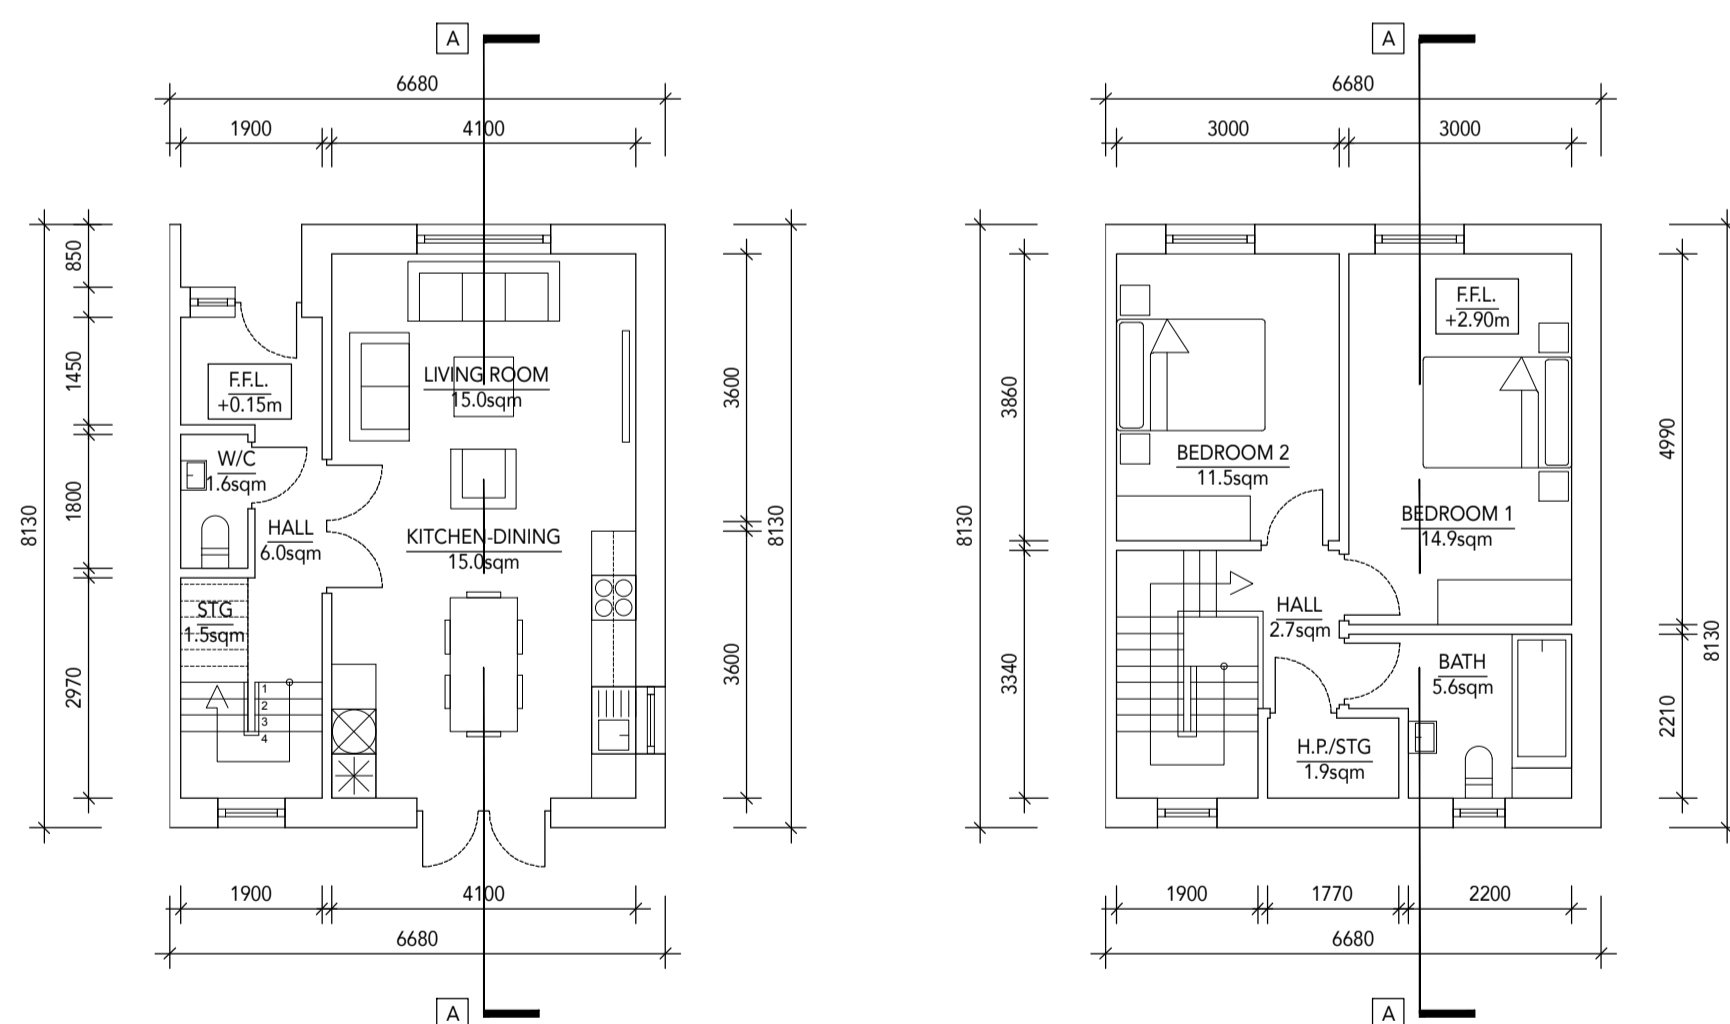 A
6680
1900
4100
850
1450
1800
2970
8130
F.F.L.
+0.15m
LIVING ROOM
15.0sqm
W/C
1.6sqm
HALL
6.0sqm
KITCHEN-DINING
15.0sqm
STG
1.5sqm
1
2
3
4
3600
3600
8130
1900
4100
6680
A
A
6680
3000
3000
8130
3860
3340
F.F.L.
+2.90m
BEDROOM 2
11.5sqm
BEDROOM 1
14.9sqm
HALL
2.7sqm
BATH
5.6sqm
H.P./STG
1.9sqm
4990
2210
8130
1900
1770
2200
6680
A